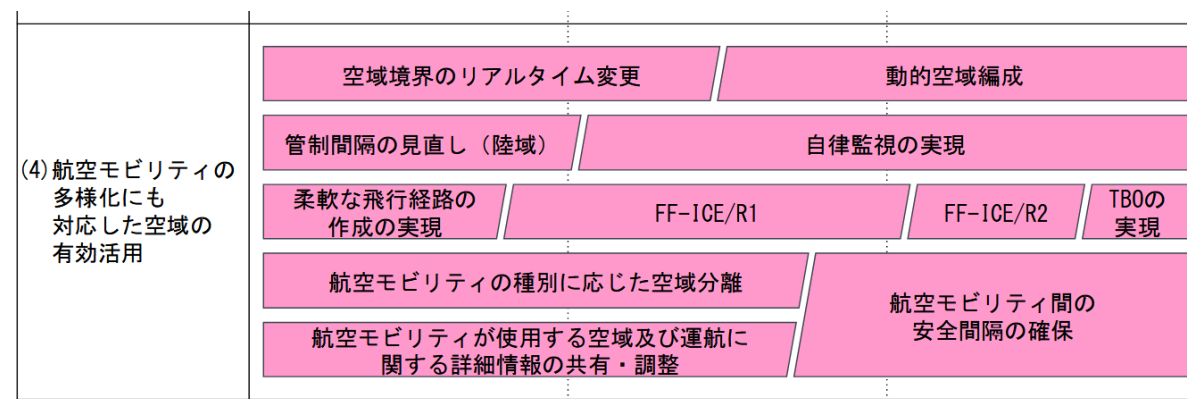 (4)航空モビリティの
多様化にも
対応した空域の
有効活用
空域境界のリアルタイム変更
動的空域編成
管制間隔の見直し（陸域）
自律監視の実現
柔軟な飛行経路の
作成の実現
FF-ICE/R1
FF-ICE/R2
TBOの
実現
航空モビリティの種別に応じた空域分離
航空モビリティが使用する空域及び運航に
関する詳細情報の共有・調整
航空モビリティ間の
安全間隔の確保